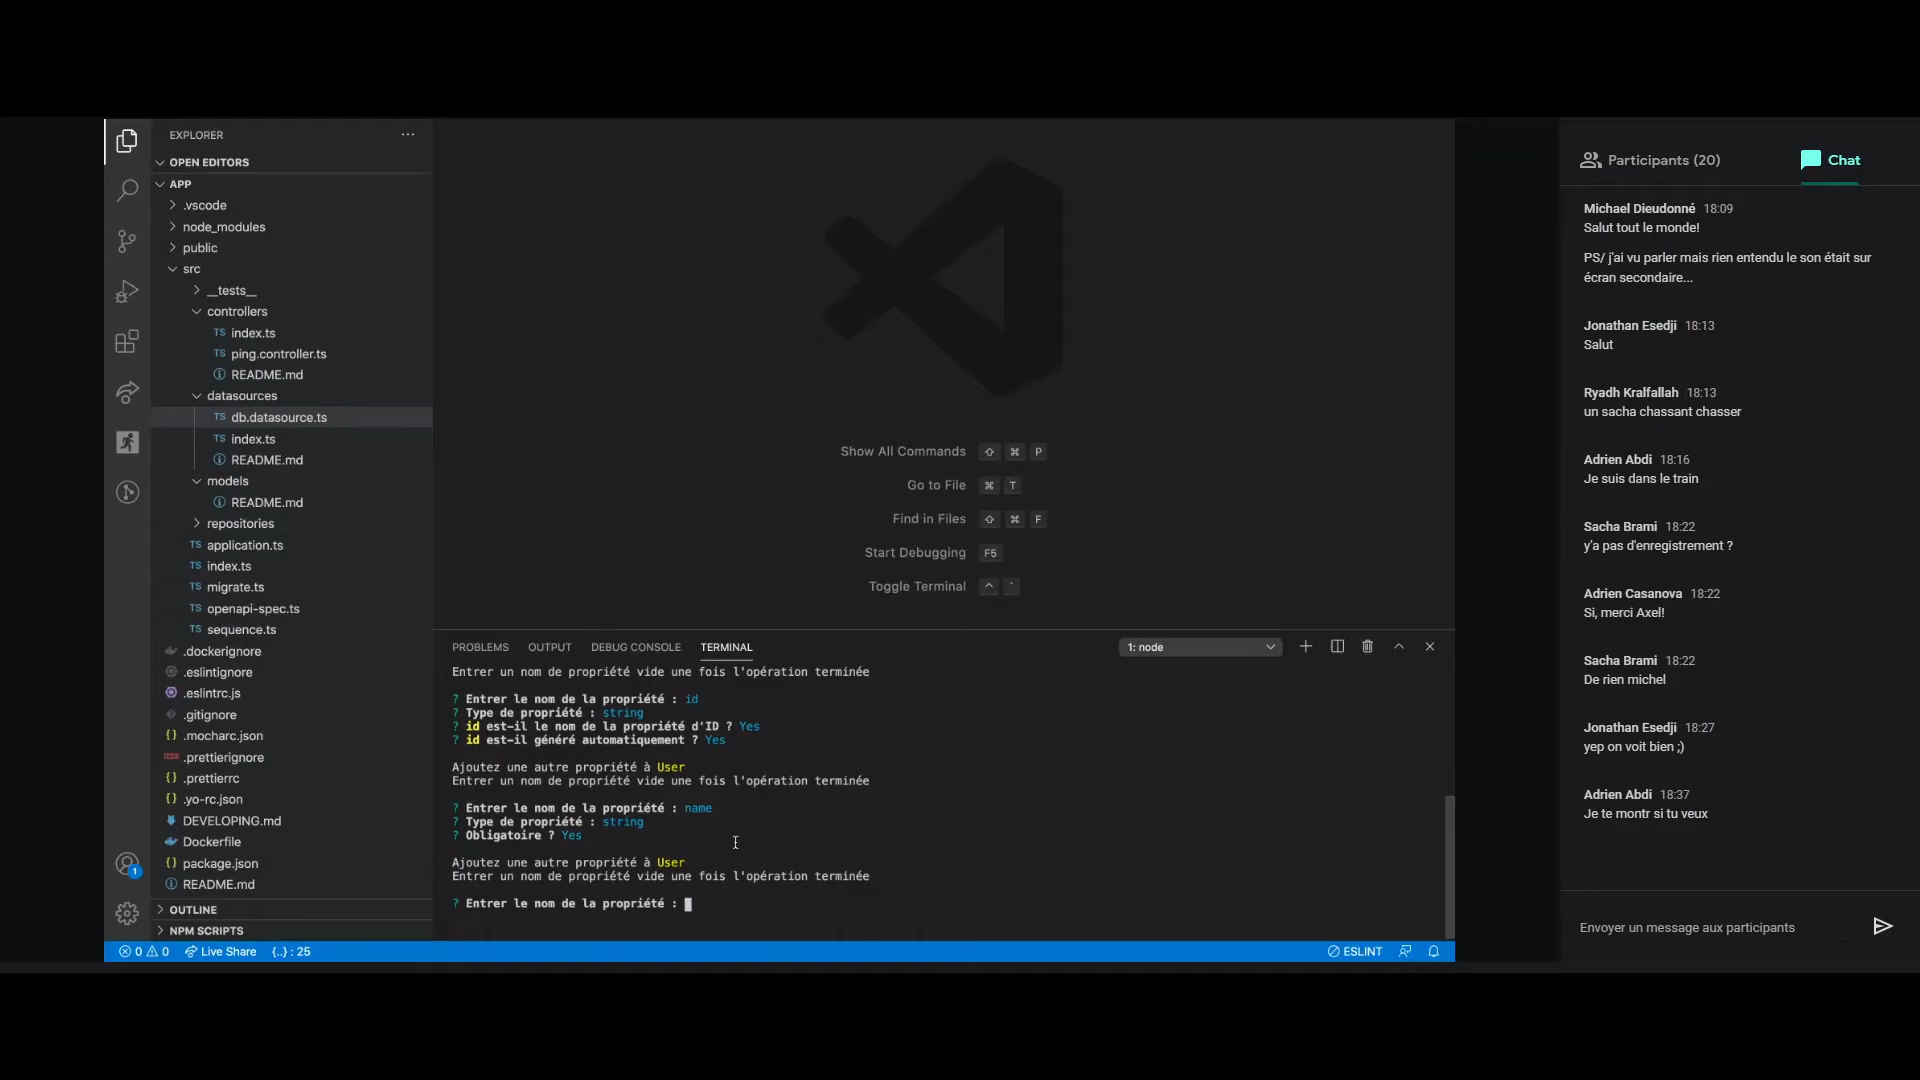 EXPLORER
OPEN EDITORS
APP
.vscode
node_modules
public
src
__tests__
controllers
TS index.ts
TS ping.controller.ts
README.md
datasources
TS db.datasource.ts
TS index.ts
README.md
models
README.md
repositories
TS application.ts
TS index.ts
TS migrate.ts
TS openapi-spec.ts
TS sequence.ts
.dockerignore
.eslintignore
.eslintrc.js
.gitignore
{} .mocharc.json
.prettierignore
{} .prettierrc
{} .yo-rc.json
DEVELOPING.md
Dockerfile
{} package.json
README.md
OUTLINE
NPM SCRIPTS
1
Show All Commands ⇧ ⌘ P
Go to File ⌘ T
Find in Files ⇧ ⌘ F
Start Debugging F5
Toggle Terminal ^ `
PROBLEMS OUTPUT DEBUG CONSOLE TERMINAL 1: node
Entrer un nom de propriété vide une fois l'opération terminée
? Entrer le nom de la propriété : id
? Type de propriété : string
? id est-il le nom de la propriété d'ID ? Yes
? id est-il généré automatiquement ? Yes
Ajoutez une autre propriété à User
Entrer un nom de propriété vide une fois l'opération terminée
? Entrer le nom de la propriété : name
? Type de propriété : string
? Obligatoire ? Yes
Ajoutez une autre propriété à User
Entrer un nom de propriété vide une fois l'opération terminée
? Entrer le nom de la propriété :
0 0 Live Share {..} : 25 ESLINT
Participants (20) Chat
Michael Dieudonné 18:09
Salut tout le monde!
PS/ j'ai vu parler mais rien entendu le son était sur
écran secondaire...
Jonathan Esedji 18:13
Salut
Ryadh Kralfallah 18:13
un sacha chassant chasser
Adrien Abdi 18:16
Je suis dans le train
Sacha Brami 18:22
y'a pas d'enregistrement ?
Adrien Casanova 18:22
Si, merci Axel!
Sacha Brami 18:22
De rien michel
Jonathan Esedji 18:27
yep on voit bien ;)
Adrien Abdi 18:37
Je te montr si tu veux
Envoyer un message aux participants